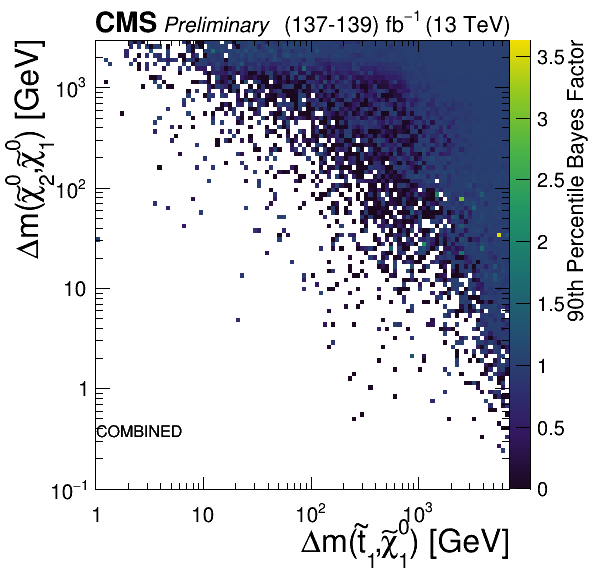 CMS Preliminary (137-139) fb⁻¹ (13 TeV)
Δm(χ̃⁰₂,χ̃⁰₁) [GeV]
10³
10²
10
1
10⁻¹
COMBINED
1 10 10² 10³
Δm(t̃₁,χ̃⁰₁) [GeV]
3.5
3
2.5
2
1.5
1
0.5
0
90th Percentile Bayes Factor